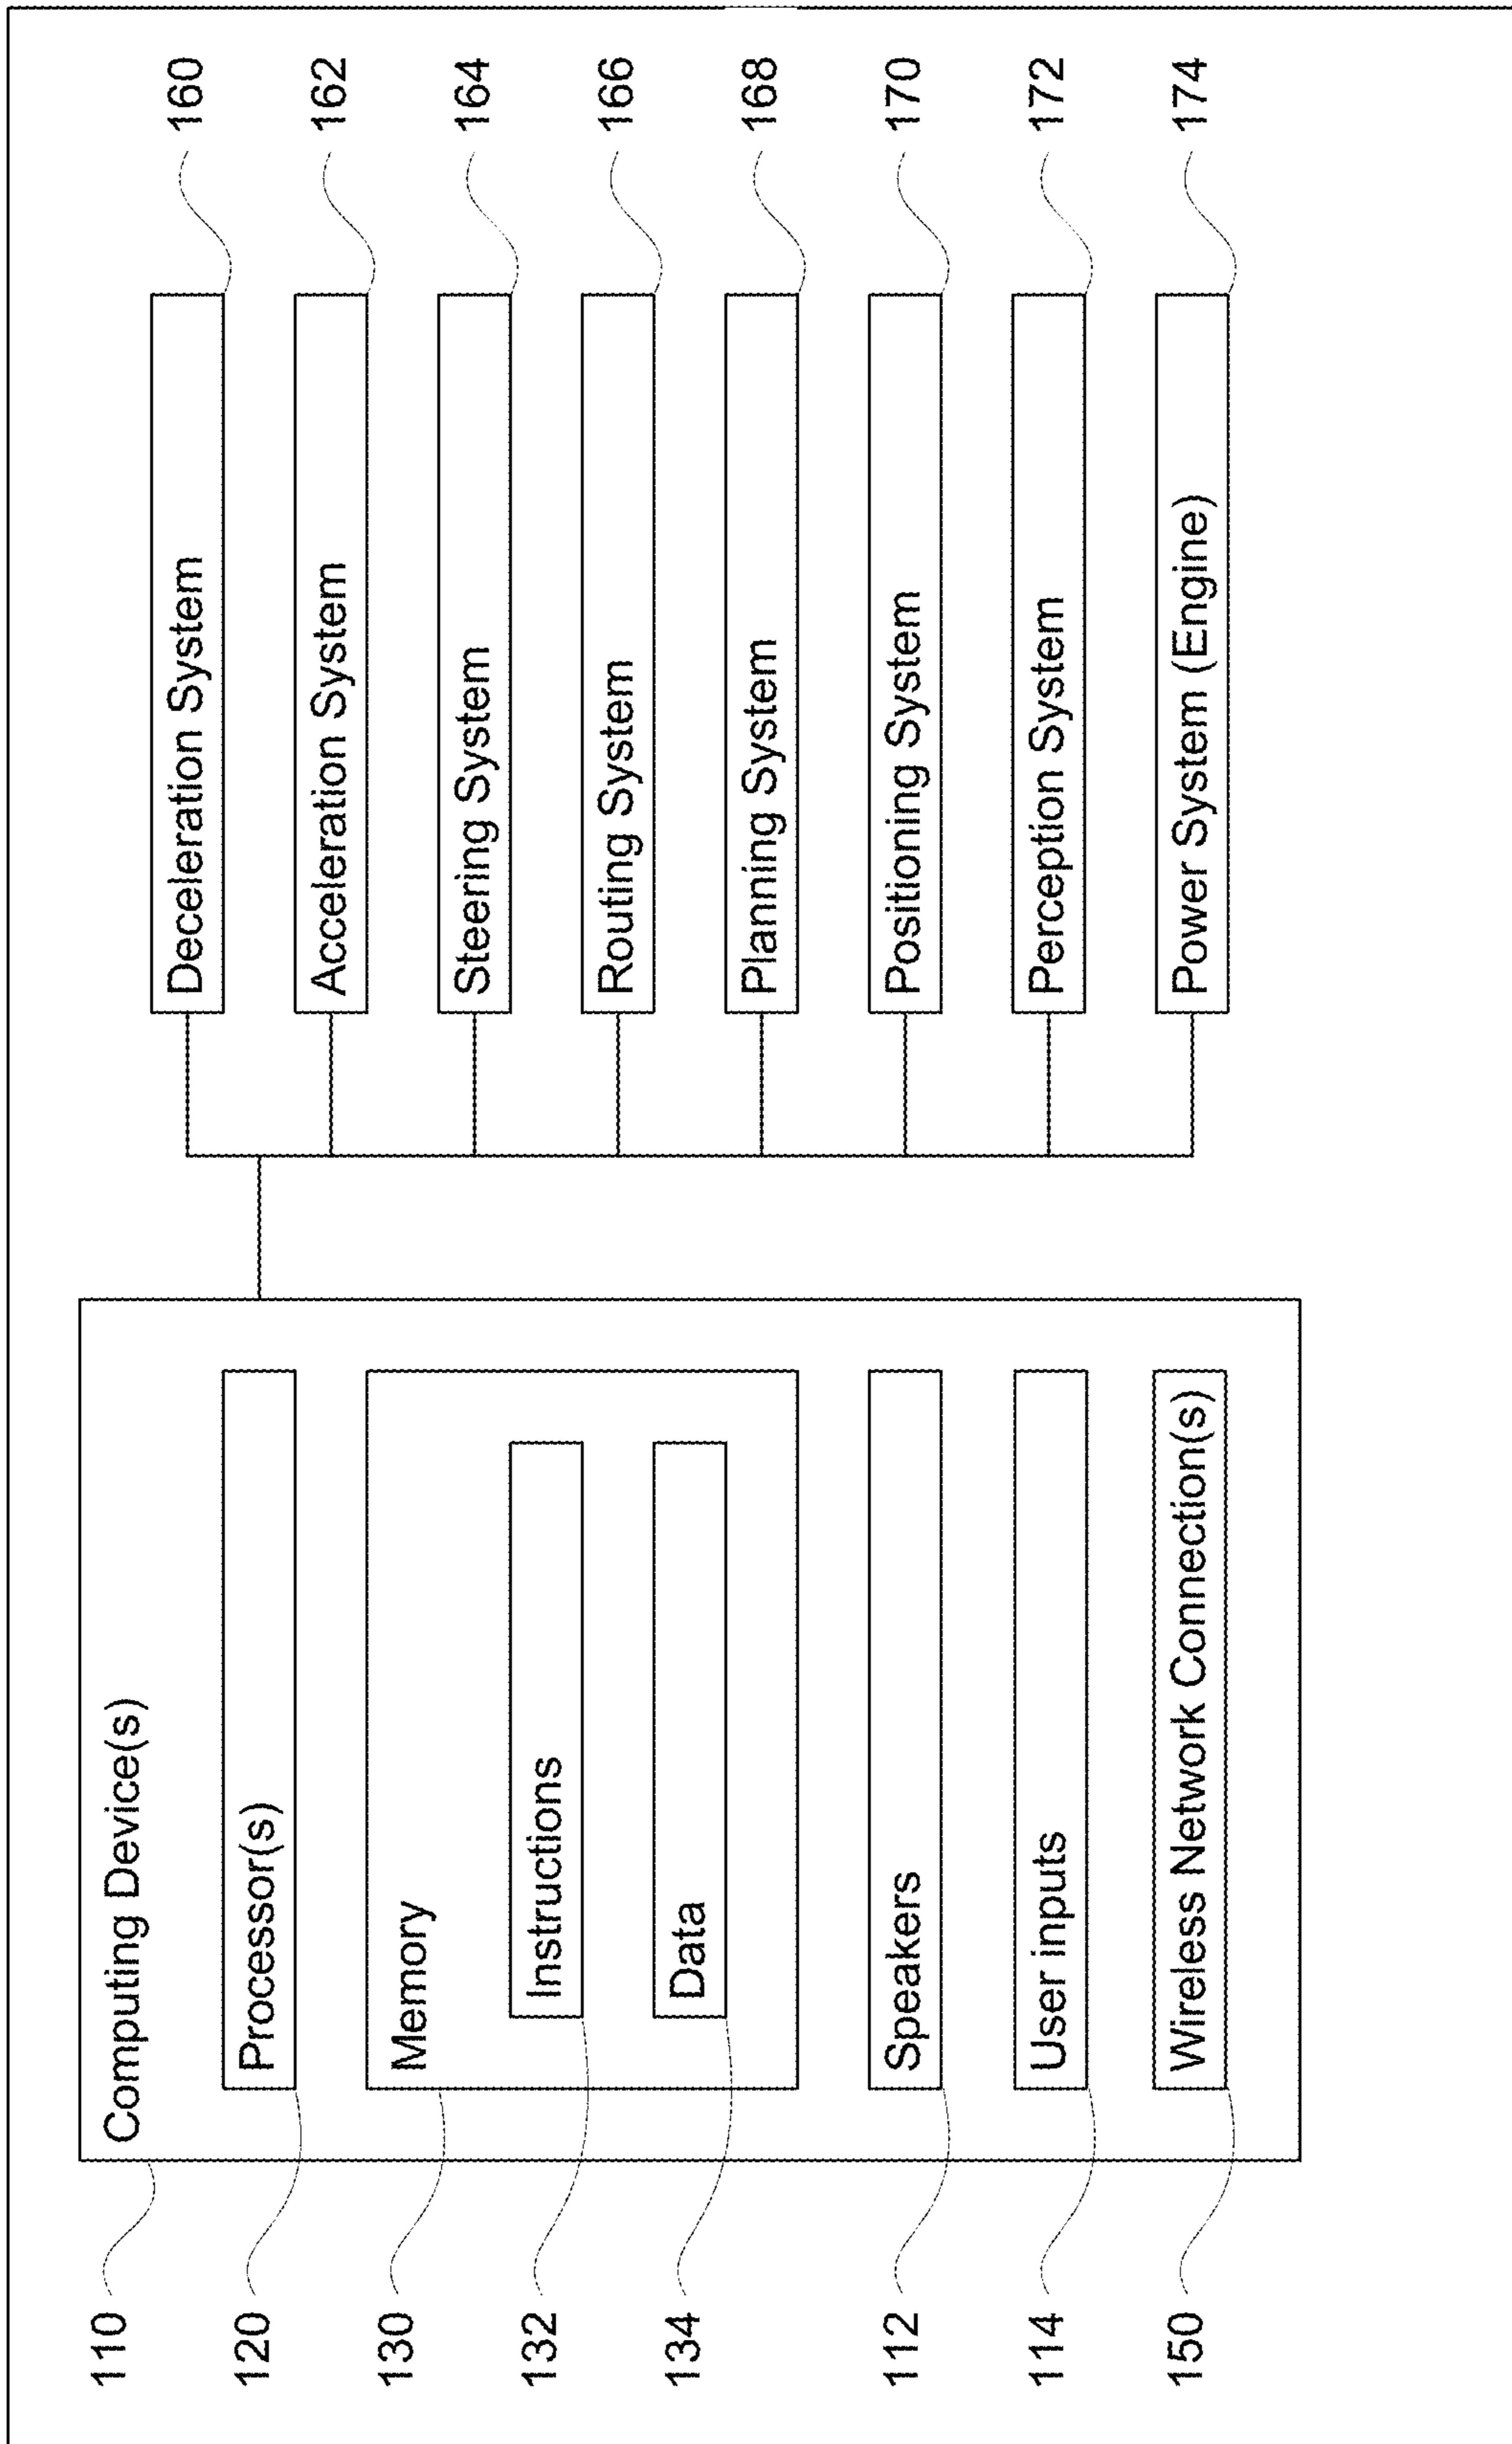 110
Computing Device(s)
120
Processor(s)
130
Memory
132
Instructions
134
Data
112
Speakers
114
User inputs
150
Wireless Network Connection(s)
Deceleration System
160
Acceleration System
162
Steering System
164
Routing System
166
Planning System
168
Positioning System
170
Perception System
172
Power System (Engine)
174